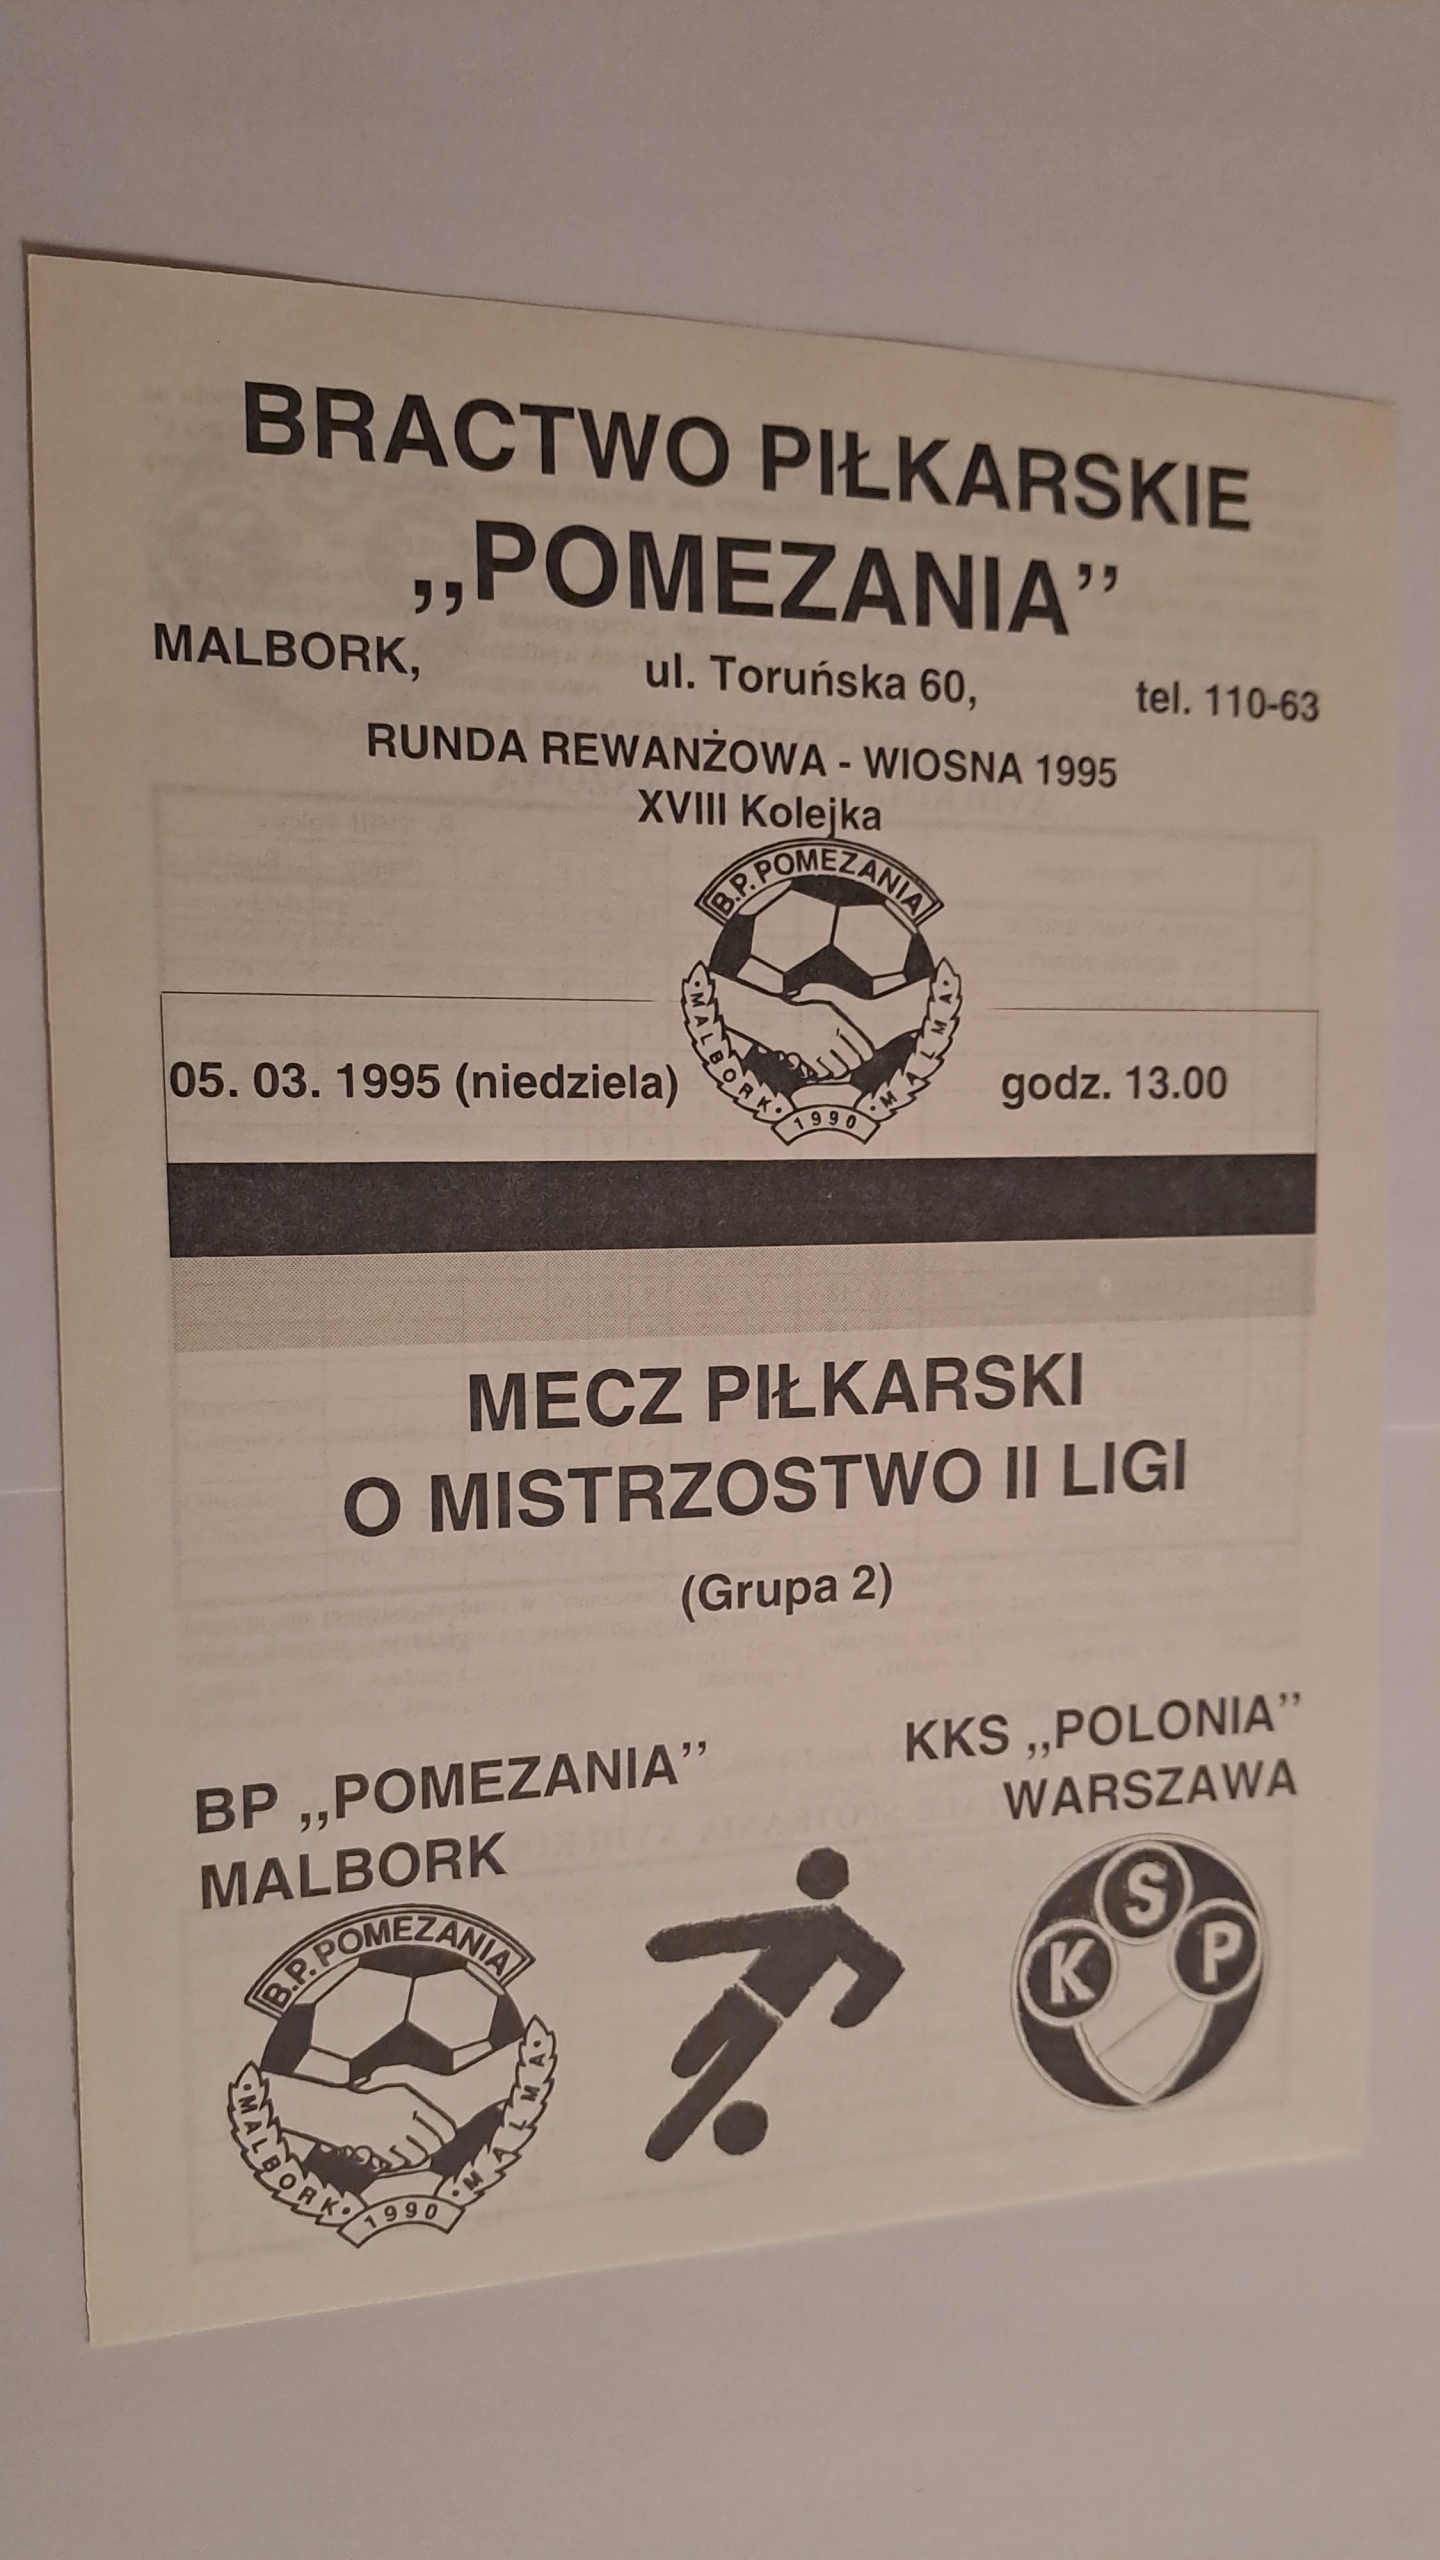 BRACTWO PIŁKARSKIE
,,POMEZANIA”
MALBORK, ul. Toruńska 60, tel. 110-63
RUNDA REWANŻOWA - WIOSNA 1995
XVIII Kolejka
B.P. POMEZANIA
MALBORK MALMA
1990
05. 03. 1995 (niedziela) godz. 13.00
MECZ PIŁKARSKI
O MISTRZOSTWO II LIGI
(Grupa 2)
BP ,,POMEZANIA”
MALBORK
KKS ,,POLONIA”
WARSZAWA
B.P. POMEZANIA
MALBORK MALMA
1990
K S P